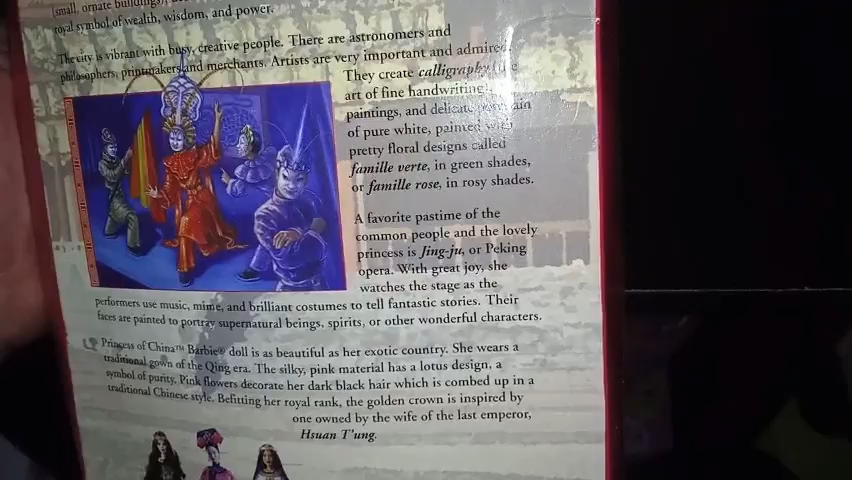 (small, ornate buildings),
royal symbol of wealth, wisdom, and power.
The city is vibrant with busy, creative people. There are astronomers and
philosophers, printmakers and merchants. Artists are very important and admired.
They create calligraphy
art of fine handwriting
paintings, and delicate
of pure white, painted with
pretty floral designs called
famille verte, in green shades,
or famille rose, in rosy shades.
A favorite pastime of the
common people and the lovely
princess is Jing-ju, or Peking
opera. With great joy, she
watches the stage as the
performers use music, mime, and brilliant costumes to tell fantastic stories. Their
faces are painted to portray supernatural beings, spirits, or other wonderful characters.
Princess of China™ Barbie® doll is as beautiful as her exotic country. She wears a
traditional gown of the Qing era. The silky, pink material has a lotus design, a
symbol of purity. Pink flowers decorate her dark black hair which is combed up in a
traditional Chinese style. Befitting her royal rank, the golden crown is inspired by
one owned by the wife of the last emperor,
Hsuan T'ung.